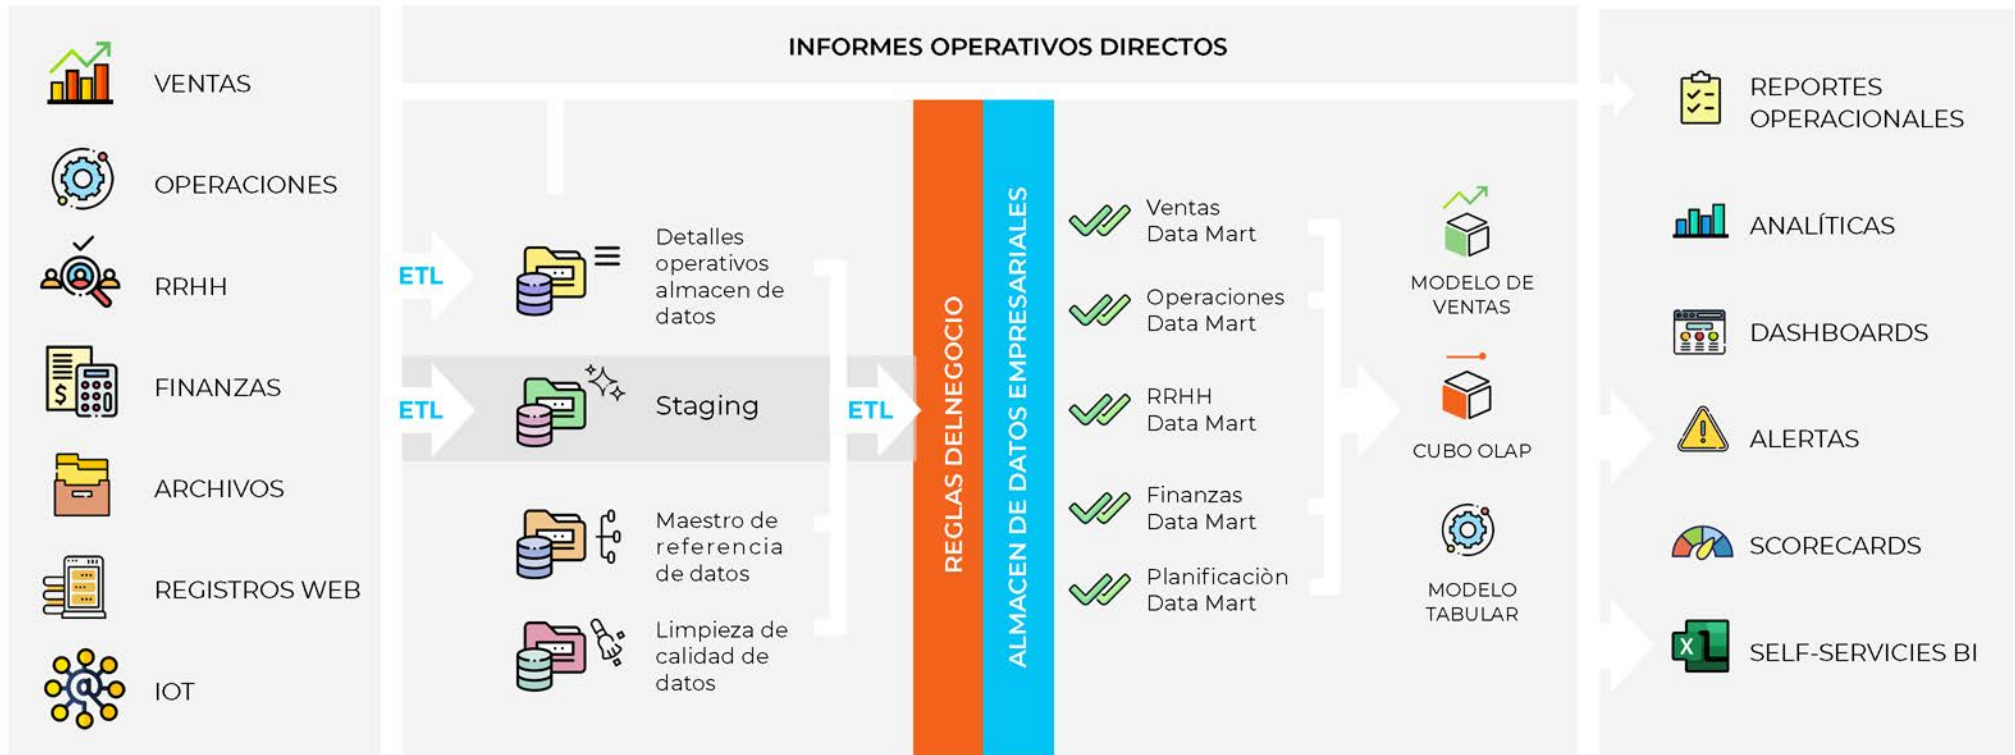 VENTAS
OPERACIONES
RRHH
FINANZAS
$
ARCHIVOS
REGISTROS WEB
@
IOT
INFORMES OPERATIVOS DIRECTOS
ETL
ETL
Detalles
operativos
almacen de
datos
Staging
Maestro de
referencia
de datos
Limpieza de
calidad de
datos
ETL
REGLAS DELNEGOCIO
ALMACEN DE DATOS EMPRESARIALES
Ventas
Data Mart
Operaciones
Data Mart
RRHH
Data Mart
Finanzas
Data Mart
Planificaciòn
Data Mart
MODELO DE
VENTAS
CUBO OLAP
MODELO
TABULAR
REPORTES
OPERACIONALES
ANALÍTICAS
DASHBOARDS
ALERTAS
SCORECARDS
X
SELF-SERVICIES BI